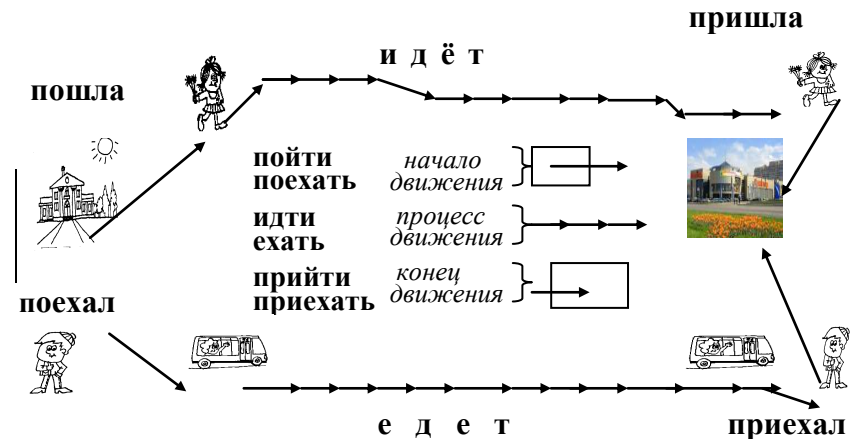 пришла
и д ё т
пошла
пойти начало
поехать движения
идти процесс
ехать движения
прийти конец
приехать движения
поехал
е д е т
приехал